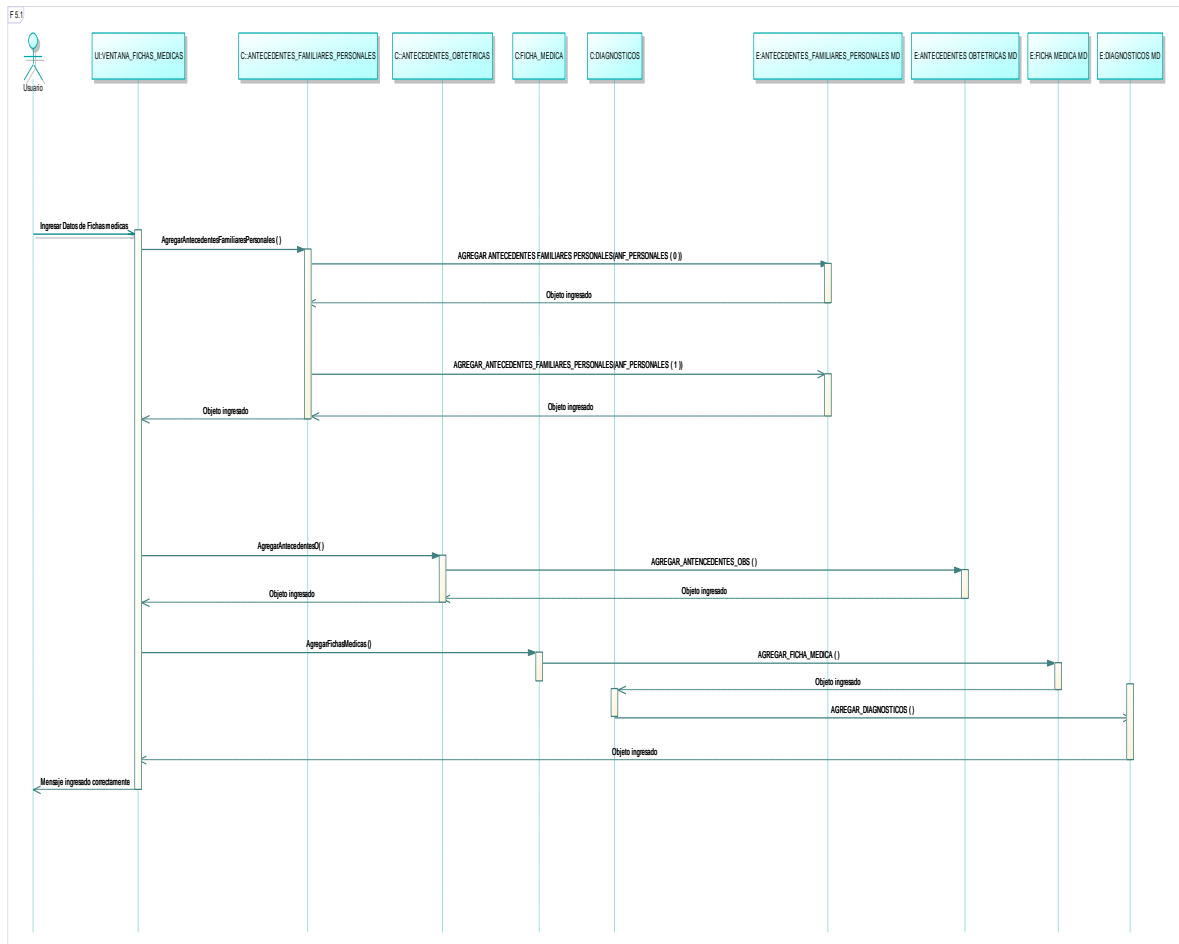 F 5.1
UI:VENTANA_FICHAS_MEDICAS
C::ANTECEDENTES_FAMILIARES_PERSONALES
C::ANTECEDENTES_OBTETRICAS
C:FICHA_MEDICA
C:DIAGNOSTICOS
E:ANTECEDENTES_FAMILIARES_PERSONALES MD
E:ANTECEDENTES OBTETRICAS MD
E:FICHA MEDICA MD
E:DIAGNOSTICOS MD
Usuario
Ingresar Datos de Fichas medicas
AgregarAntecedentesFamiliaresPersonales ( )
AGREGAR ANTECEDENTES FAMILIARES PERSONALES(ANF_PERSONALES ( 0 ))
Objeto ingresado
AGREGAR_ANTECEDENTES_FAMILIARES_PERSONALES(ANF_PERSONALES ( 1 ))
Objeto ingresado
Objeto ingresado
AgregarAntecedentesO( )
AGREGAR_ANTENCEDENTES_OBS ( )
Objeto ingresado
Objeto ingresado
AgregarFichasMedicas ()
AGREGAR_FICHA_MEDICA ( )
Objeto ingresado
AGREGAR_DIAGNOSTICOS ( )
Objeto ingresado
Mensaje ingresado correctamente